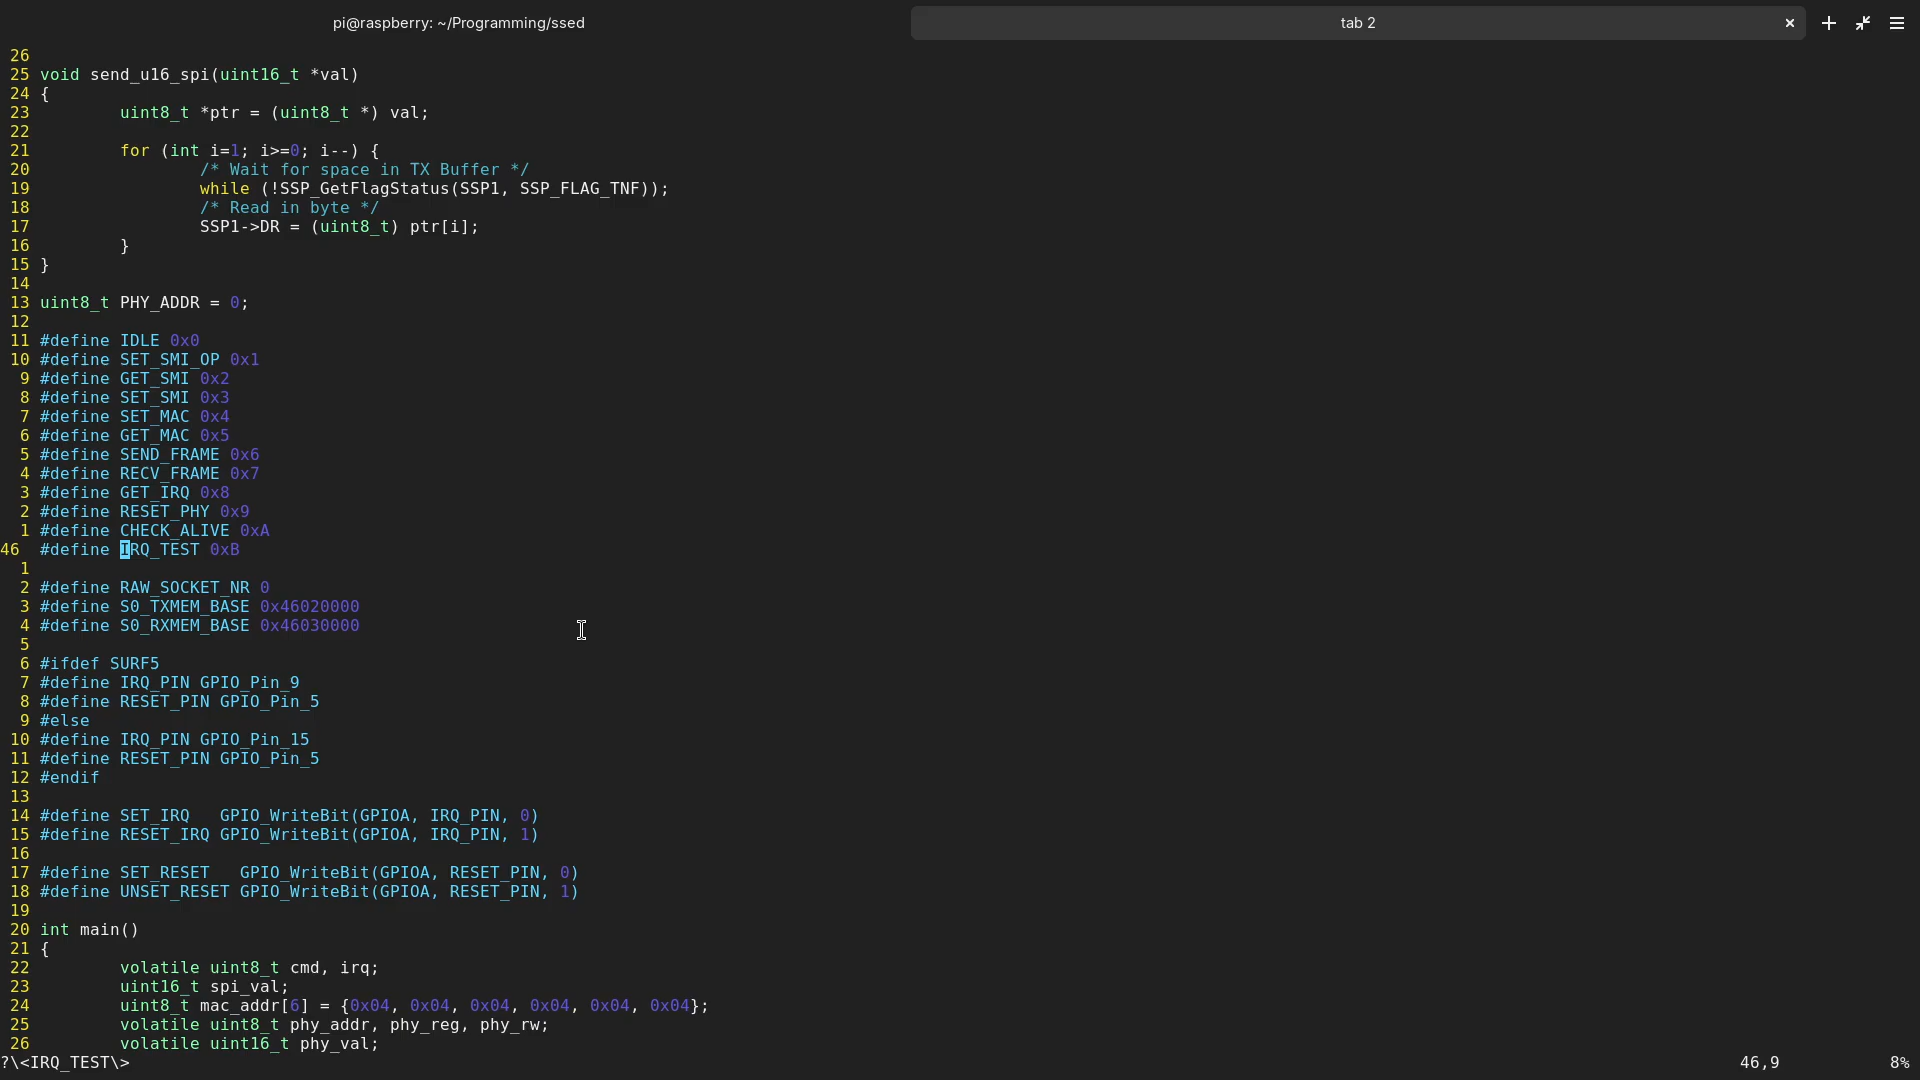 pi@raspberry: ~/Programming/ssed
tab 2
26
25 void send_u16_spi(uint16_t *val)
24 {
23         uint8_t *ptr = (uint8_t *) val;
22
21         for (int i=1; i>=0; i--) {
20                 /* Wait for space in TX Buffer */
19                 while (!SSP_GetFlagStatus(SSP1, SSP_FLAG_TNF));
18                 /* Read in byte */
17                 SSP1->DR = (uint8_t) ptr[i];
16         }
15 }
14
13 uint8_t PHY_ADDR = 0;
12
11 #define IDLE 0x0
10 #define SET_SMI_OP 0x1
9 #define GET_SMI 0x2
8 #define SET_SMI 0x3
7 #define SET_MAC 0x4
6 #define GET_MAC 0x5
5 #define SEND_FRAME 0x6
4 #define RECV_FRAME 0x7
3 #define GET_IRQ 0x8
2 #define RESET_PHY 0x9
1 #define CHECK_ALIVE 0xA
46  #define IRQ_TEST 0xB
1
2 #define RAW_SOCKET_NR 0
3 #define S0_TXMEM_BASE 0x46020000
4 #define S0_RXMEM_BASE 0x46030000
5
6 #ifdef SURF5
7 #define IRQ_PIN GPIO_Pin_9
8 #define RESET_PIN GPIO_Pin_5
9 #else
10 #define IRQ_PIN GPIO_Pin_15
11 #define RESET_PIN GPIO_Pin_5
12 #endif
13
14 #define SET_IRQ   GPIO_WriteBit(GPIOA, IRQ_PIN, 0)
15 #define RESET_IRQ GPIO_WriteBit(GPIOA, IRQ_PIN, 1)
16
17 #define SET_RESET   GPIO_WriteBit(GPIOA, RESET_PIN, 0)
18 #define UNSET_RESET GPIO_WriteBit(GPIOA, RESET_PIN, 1)
19
20 int main()
21 {
22         volatile uint8_t cmd, irq;
23         uint16_t spi_val;
24         uint8_t mac_addr[6] = {0x04, 0x04, 0x04, 0x04, 0x04, 0x04};
25         volatile uint8_t phy_addr, phy_reg, phy_rw;
26         volatile uint16_t phy_val;
?\<IRQ_TEST\>
46,9
8%